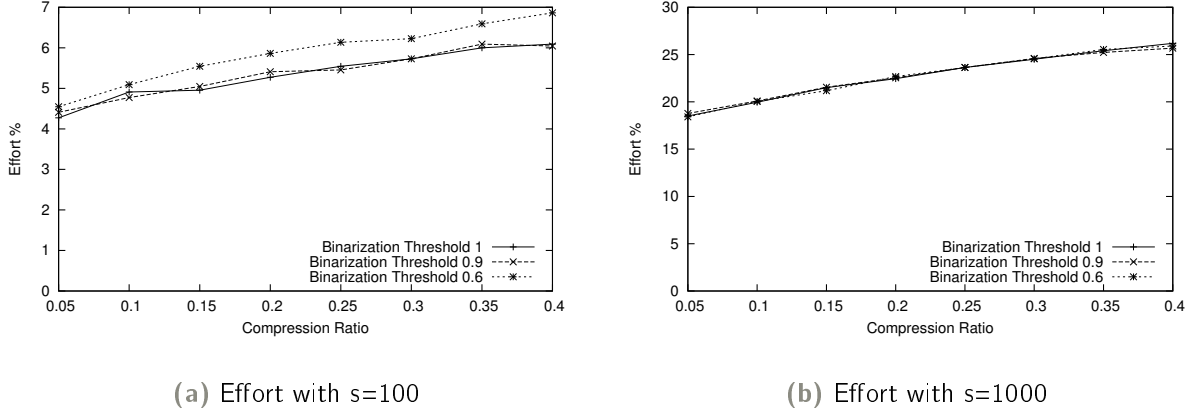 7
6
5
4
3
2
1
0
Effort %
Binarization Threshold 1
Binarization Threshold 0.9
Binarization Threshold 0.6
0.05 0.1 0.15 0.2 0.25 0.3 0.35 0.4
Compression Ratio
(a) Effort with s=100
30
25
20
15
10
5
0
Effort %
Binarization Threshold 1
Binarization Threshold 0.9
Binarization Threshold 0.6
0.05 0.1 0.15 0.2 0.25 0.3 0.35 0.4
Compression Ratio
(b) Effort with s=1000